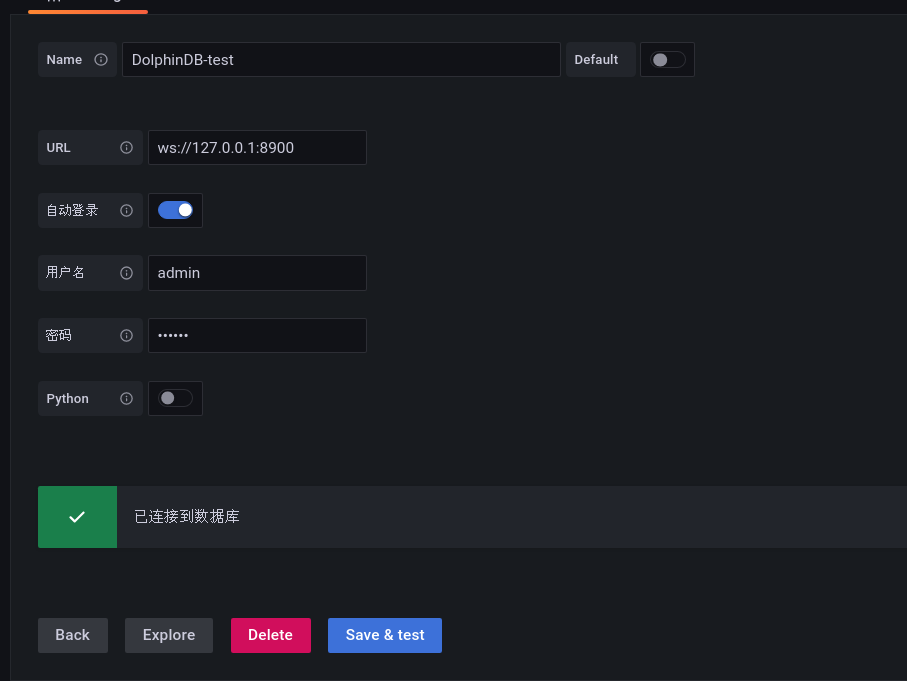 Name DolphinDB-test Default
URL ws://127.0.0.1:8900
自动登录
用户名 admin
密码 ••••••
Python
已连接到数据库
Back Explore Delete Save & test